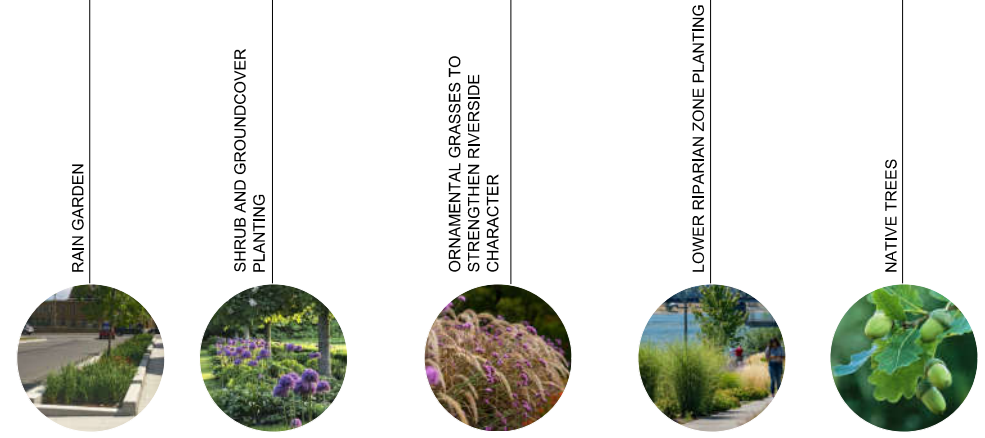 RAIN GARDEN
SHRUB AND GROUNDCOVER
PLANTING
ORNAMENTAL GRASSES TO
STRENGTHEN RIVERSIDE
CHARACTER
LOWER RIPARIAN ZONE PLANTING
NATIVE TREES